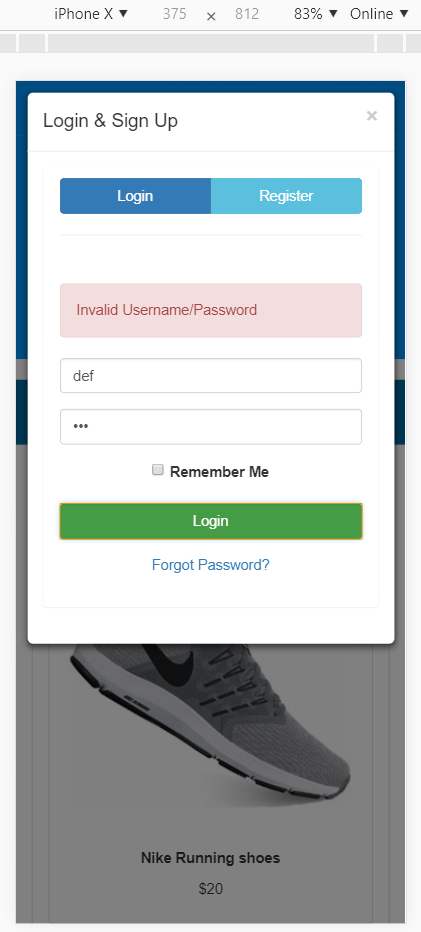 iPhone X ▼ 375 × 812 83% ▼ Online ▼
Login & Sign Up ×
Login Register
Invalid Username/Password
def
•••
Remember Me
Login
Forgot Password?
Nike Running shoes
$20